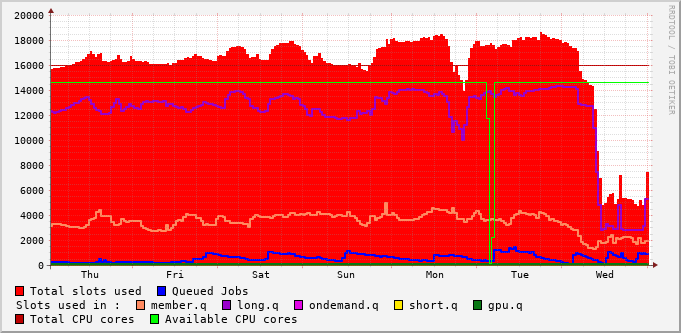 RRDTOOL / TOBI OETIKER
20000
18000
16000
14000
12000
10000
8000
6000
4000
2000
0
Thu Fri Sat Sun Mon Tue Wed
Total slots used Queued Jobs
Slots used in : member.q long.q ondemand.q short.q gpu.q
Total CPU cores Available CPU cores